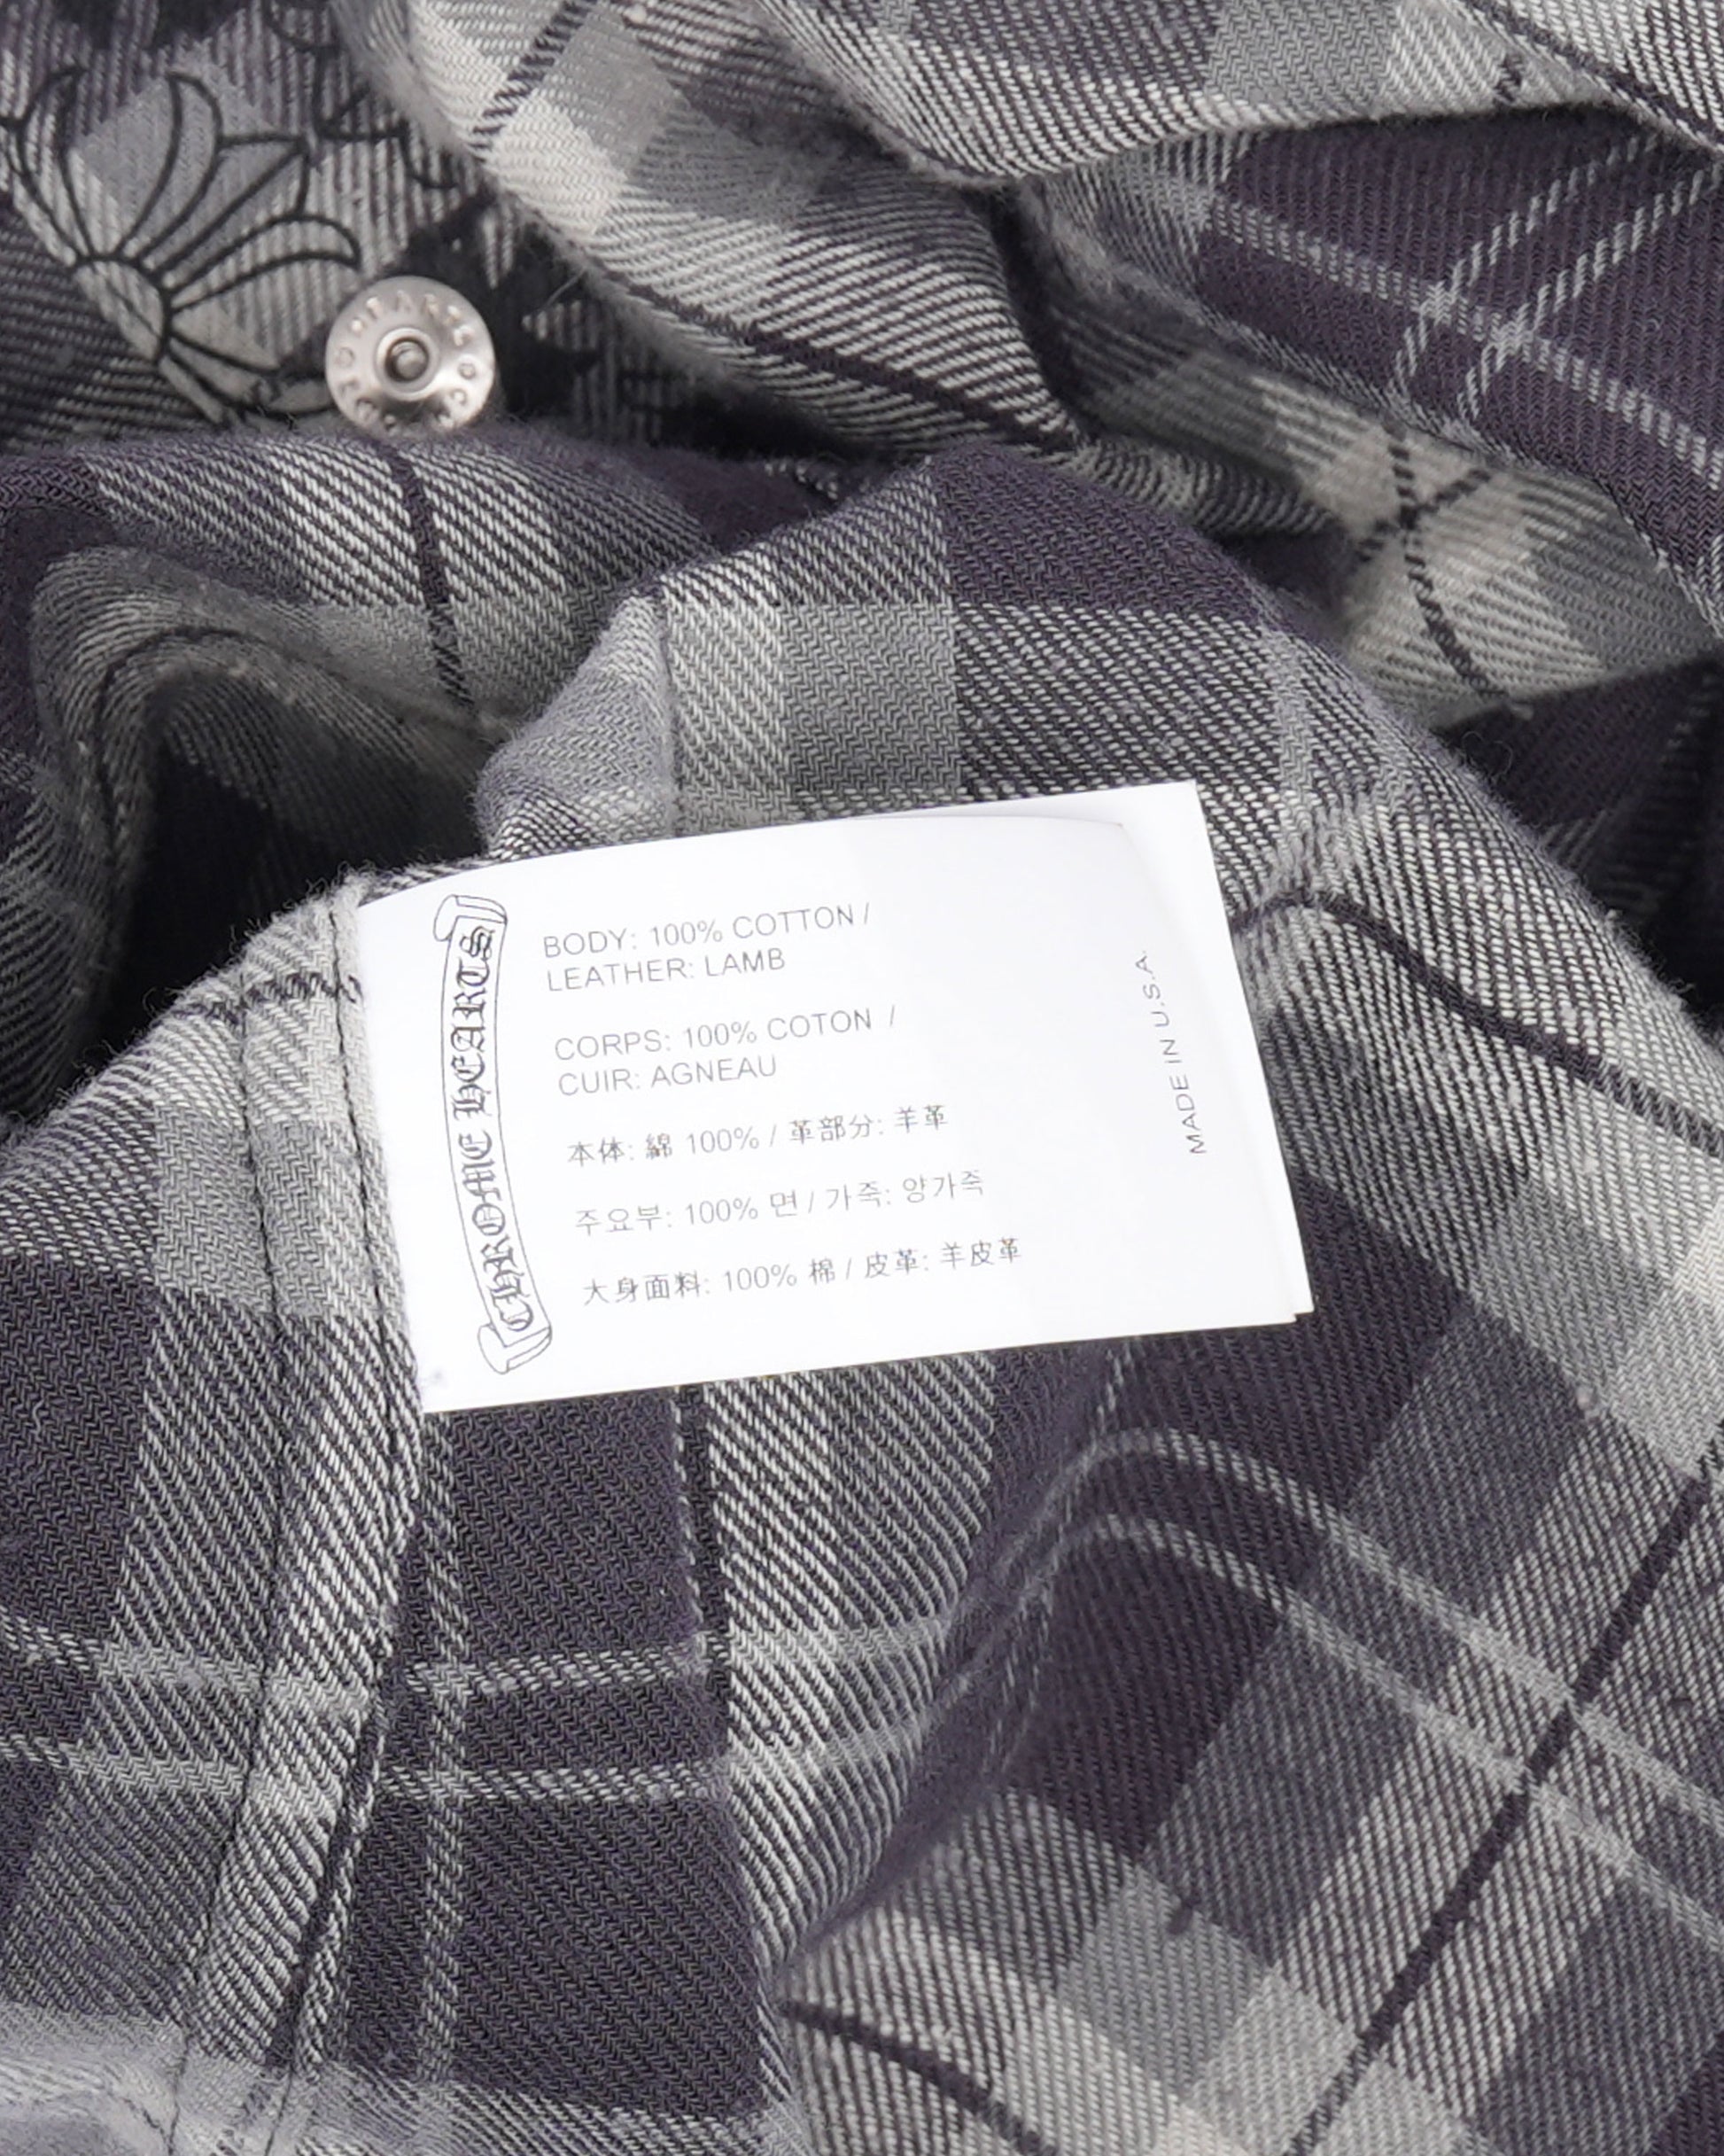 CHROME HEARTS
BODY: 100% COTTON /
LEATHER: LAMB
CORPS: 100% COTON /
CUIR: AGNEAU
本体: 綿 100% / 革部分: 羊革
주요부: 100% 면 / 가죽: 양가죽
大身面料: 100% 棉 / 皮革: 羊皮革
MADE IN U.S.A.